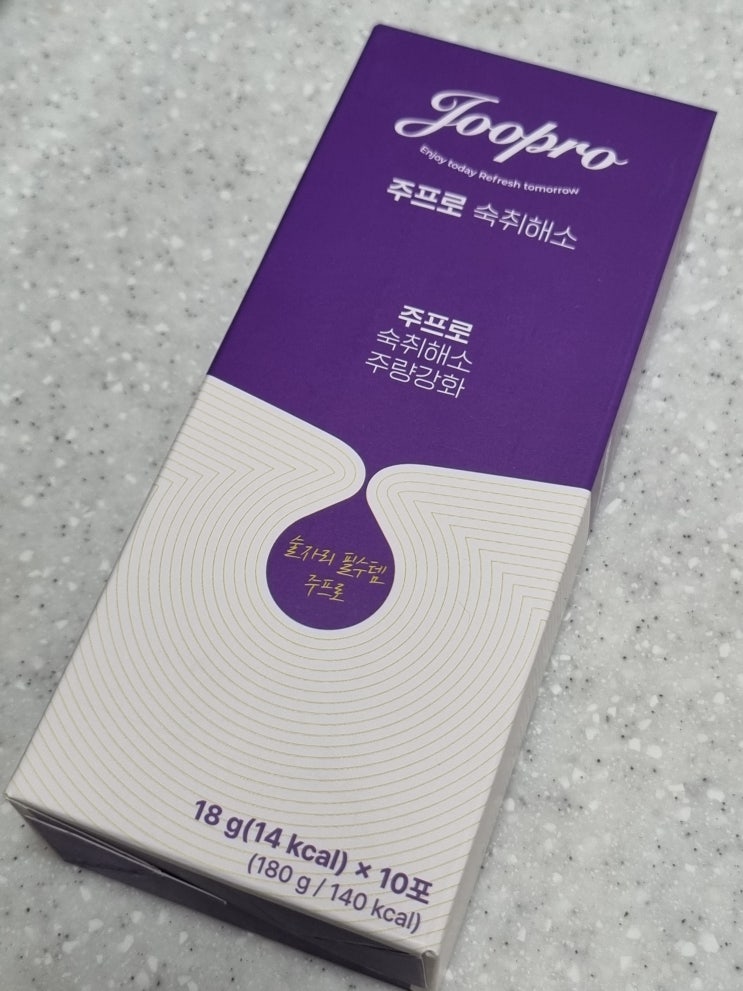 Joopro
Enjoy today Refresh tomorrow
주프로 숙취해소
주프로
숙취해소
주량강화
술자리 필수템
주프로
18 g(14 kcal) × 10포
(180 g / 140 kcal)